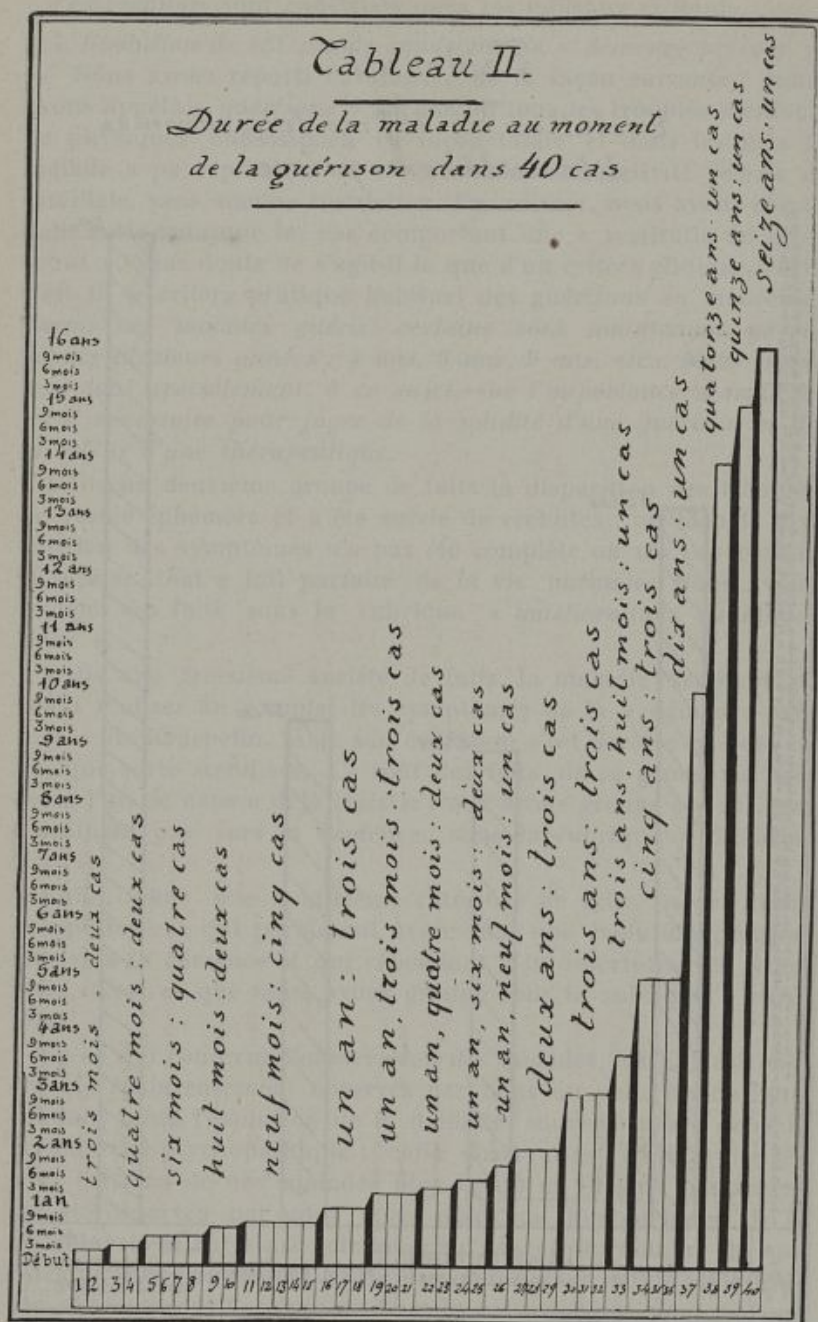 Tableau II.
Durée de la maladie au moment
de la guérison dans 40 cas
16 ans
9 mois
6 mois
3 mois
15 ans
9 mois
6 mois
3 mois
14 ans
9 mois
6 mois
3 mois
13 ans
9 mois
6 mois
3 mois
12 ans
9 mois
6 mois
3 mois
11 ans
9 mois
6 mois
3 mois
10 ans
9 mois
6 mois
3 mois
9 ans
9 mois
6 mois
3 mois
8 ans
9 mois
6 mois
3 mois
7 ans
9 mois
6 mois
3 mois
6 ans
9 mois
6 mois
3 mois
5 ans
9 mois
6 mois
3 mois
4 ans
9 mois
6 mois
3 mois
3 ans
9 mois
6 mois
3 mois
2 ans
9 mois
6 mois
3 mois
1 an
9 mois
6 mois
3 mois
Début
trois mois : deux cas
quatre mois : deux cas
six mois : quatre cas
huit mois : deux cas
neuf mois : cinq cas
un an : trois cas
un an, trois mois : trois cas
un an, quatre mois : deux cas
un an, six mois : deux cas
un an, neuf mois : un cas
deux ans : trois cas
trois ans : trois cas
trois ans, huit mois : un cas
cinq ans : trois cas
dix ans : un cas
quatorze ans : un cas
quinze ans : un cas
seize ans : un cas
1 2 3 4 5 6 7 8 9 10 11 12 13 14 15 16 17 18 19 20 21 22 23 24 25 26 27 28 29 30 31 32 33 34 35 36 37 38 39 40